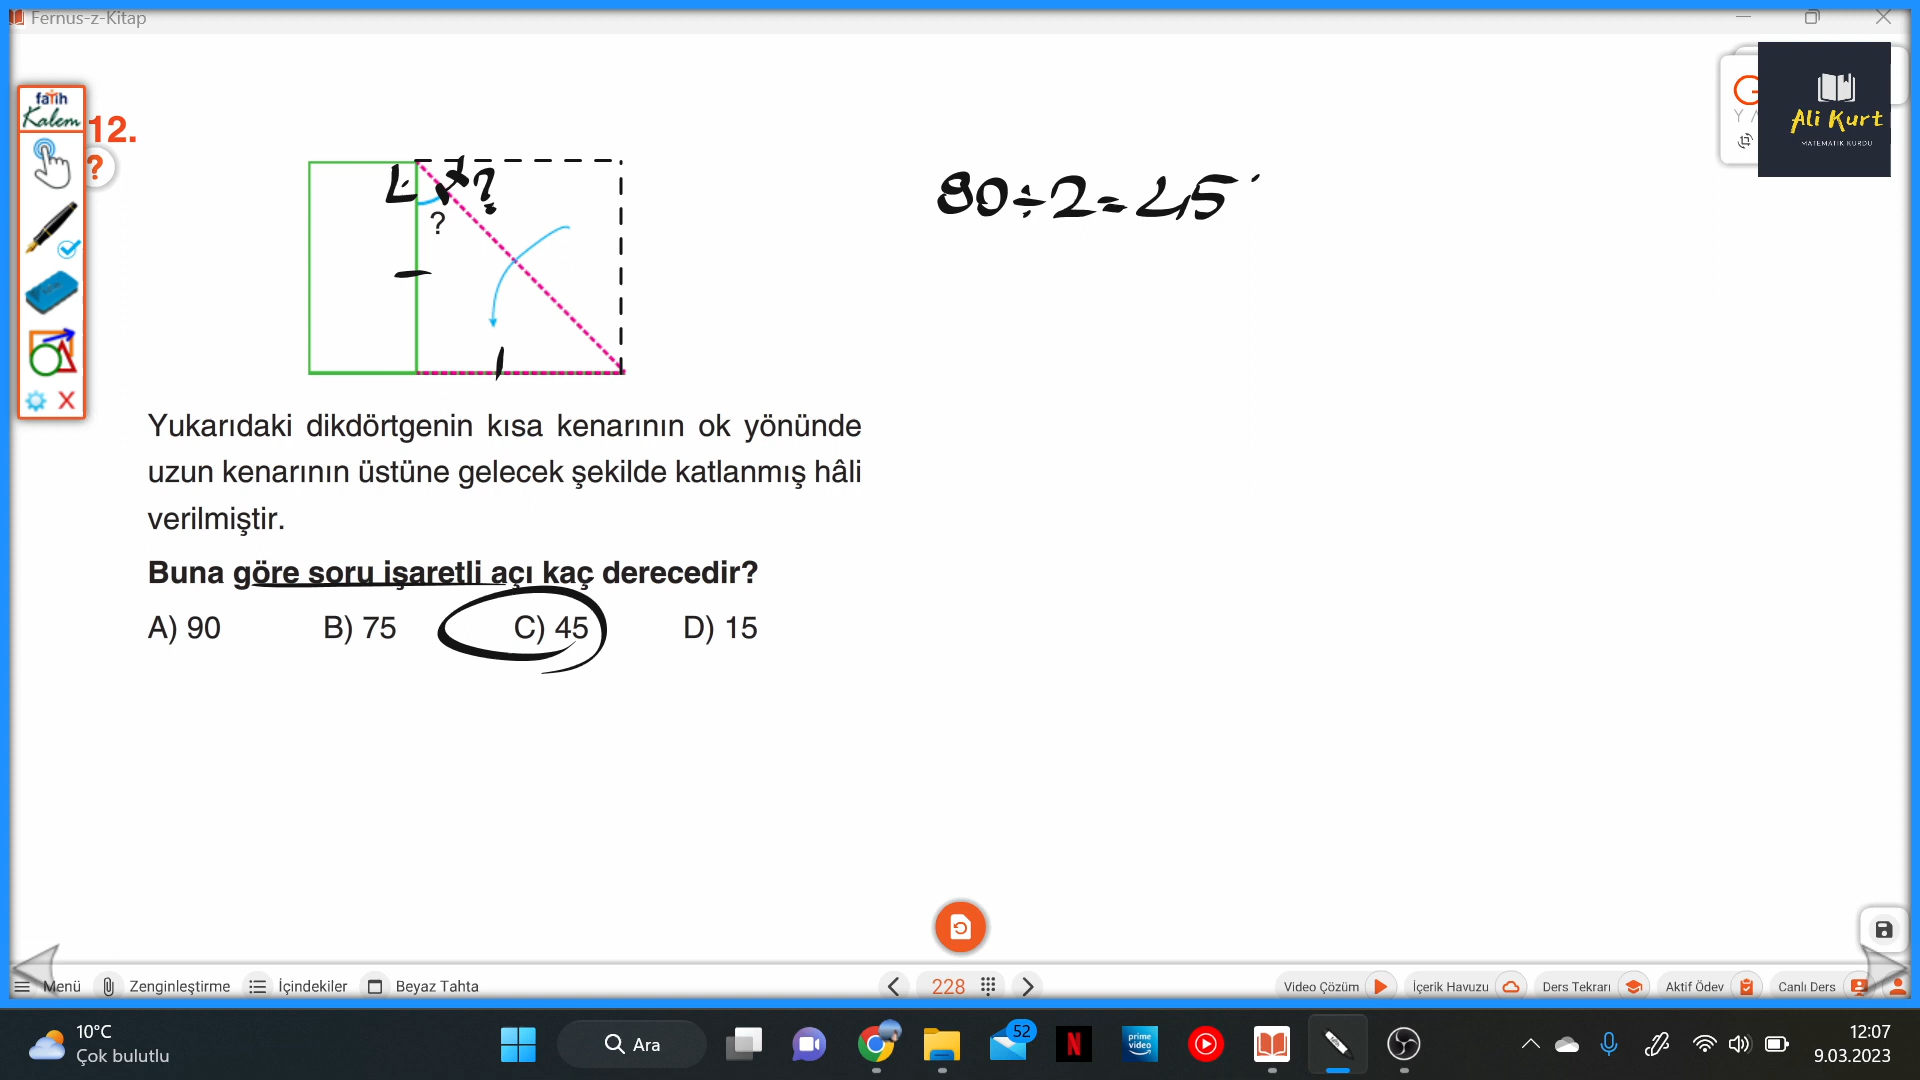 Fernus-z-Kitap
fatih
Kalem
12.
?
?
?
90÷2=45°
Ali Kurt
MATEMATİK KURDU
Yukarıdaki dikdörtgenin kısa kenarının ok yönünde
uzun kenarının üstüne gelecek şekilde katlanmış hâli
verilmiştir.
Buna göre soru işaretli açı kaç derecedir?
A) 90 B) 75 C) 45 D) 15
Menü Zenginleştirme İçindekiler Beyaz Tahta 228 Video Çözüm İçerik Havuzu Ders Tekrarı Aktif Ödev Canlı Ders
10°C
Çok bulutlu
Ara
52
N
prime
video
12:07
9.03.2023